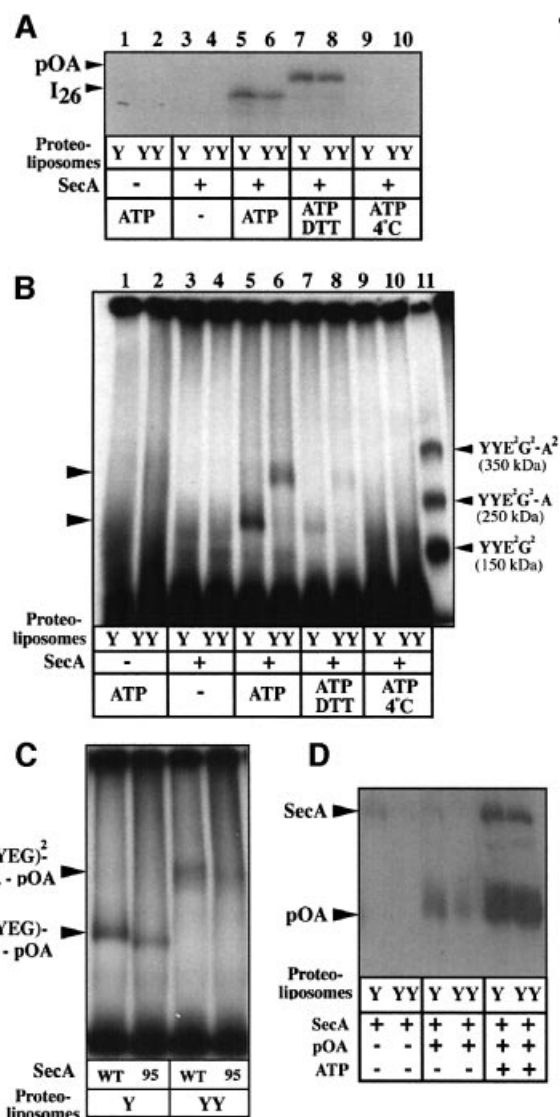 A
1 2 3 4 5 6 7 8 9 10
pOA
I26
Proteo-
liposomes Y YY Y YY Y YY Y YY Y YY
SecA - + + + +
ATP - ATP ATP DTT ATP 4°C
B
1 2 3 4 5 6 7 8 9 10 11
YYE²G²-A²
(350 kDa)
YYE²G²-A
(250 kDa)
YYE²G²
(150 kDa)
Proteo-
liposomes Y YY Y YY Y YY Y YY Y YY
SecA - + + + +
ATP - ATP ATP DTT ATP 4°C
C
YEG)²-
- pOA
YEG)-
- pOA
SecA WT 95 WT 95
Proteo-
liposomes Y YY
D
SecA
pOA
Proteo-
liposomes Y YY Y YY Y YY
SecA + + + + + +
pOA - - + + + +
ATP - - - - + +